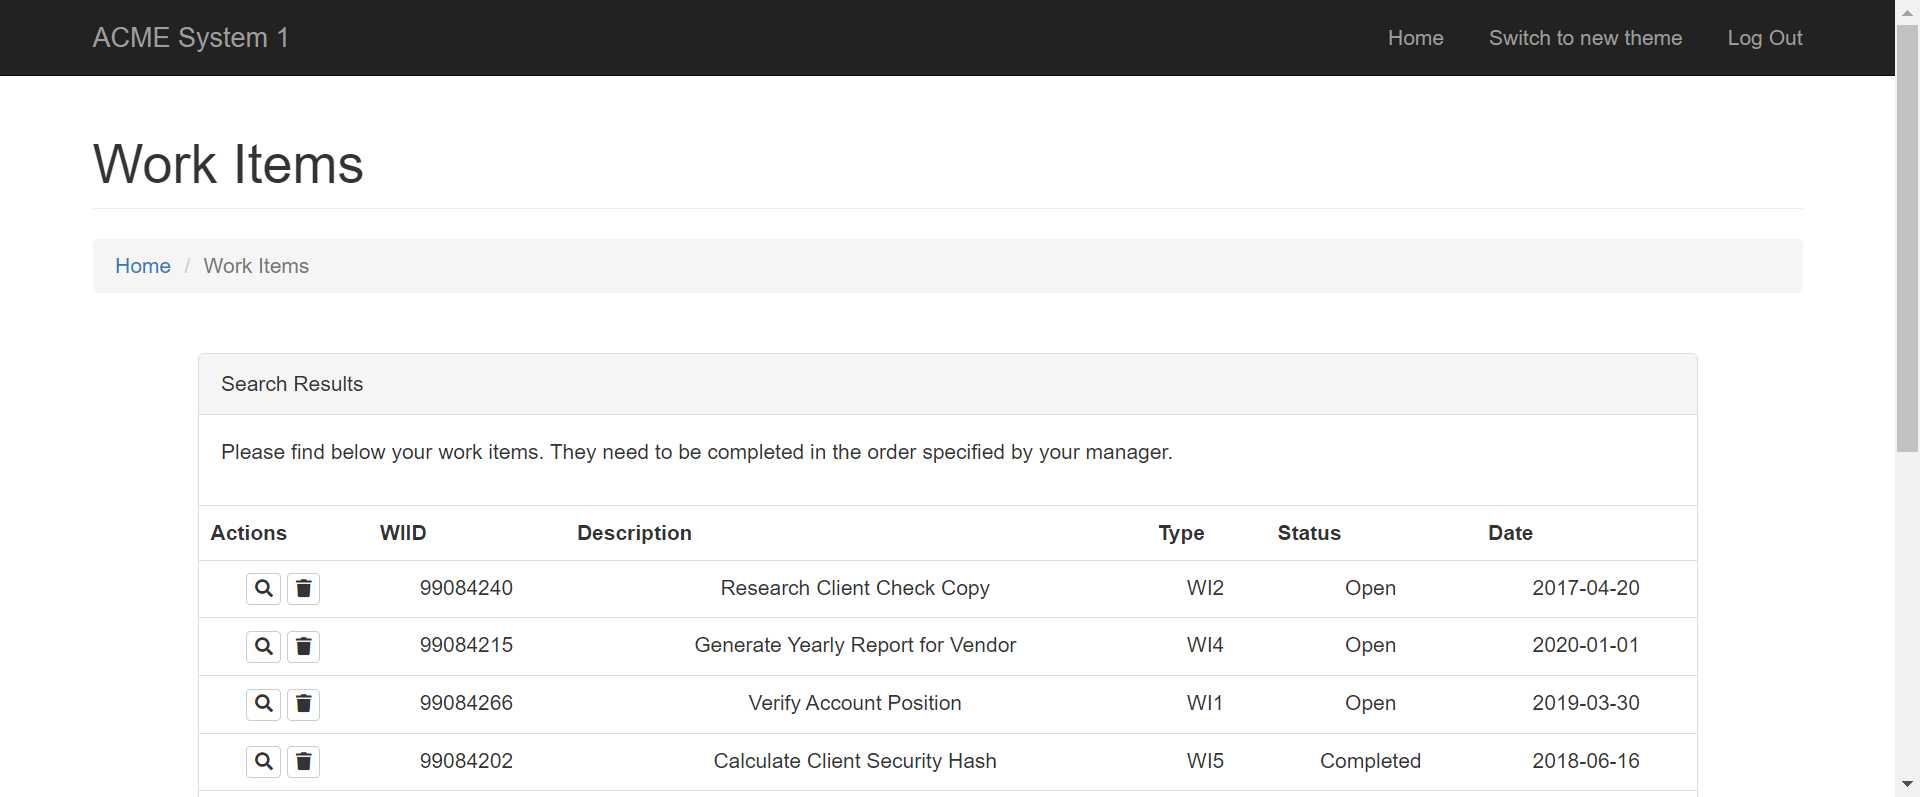 ACME System 1 Home Switch to new theme Log Out
Work Items
Home / Work Items
Search Results
Please find below your work items. They need to be completed in the order specified by your manager.
Actions WIID Description Type Status Date
99084240 Research Client Check Copy WI2 Open 2017-04-20
99084215 Generate Yearly Report for Vendor WI4 Open 2020-01-01
99084266 Verify Account Position WI1 Open 2019-03-30
99084202 Calculate Client Security Hash WI5 Completed 2018-06-16